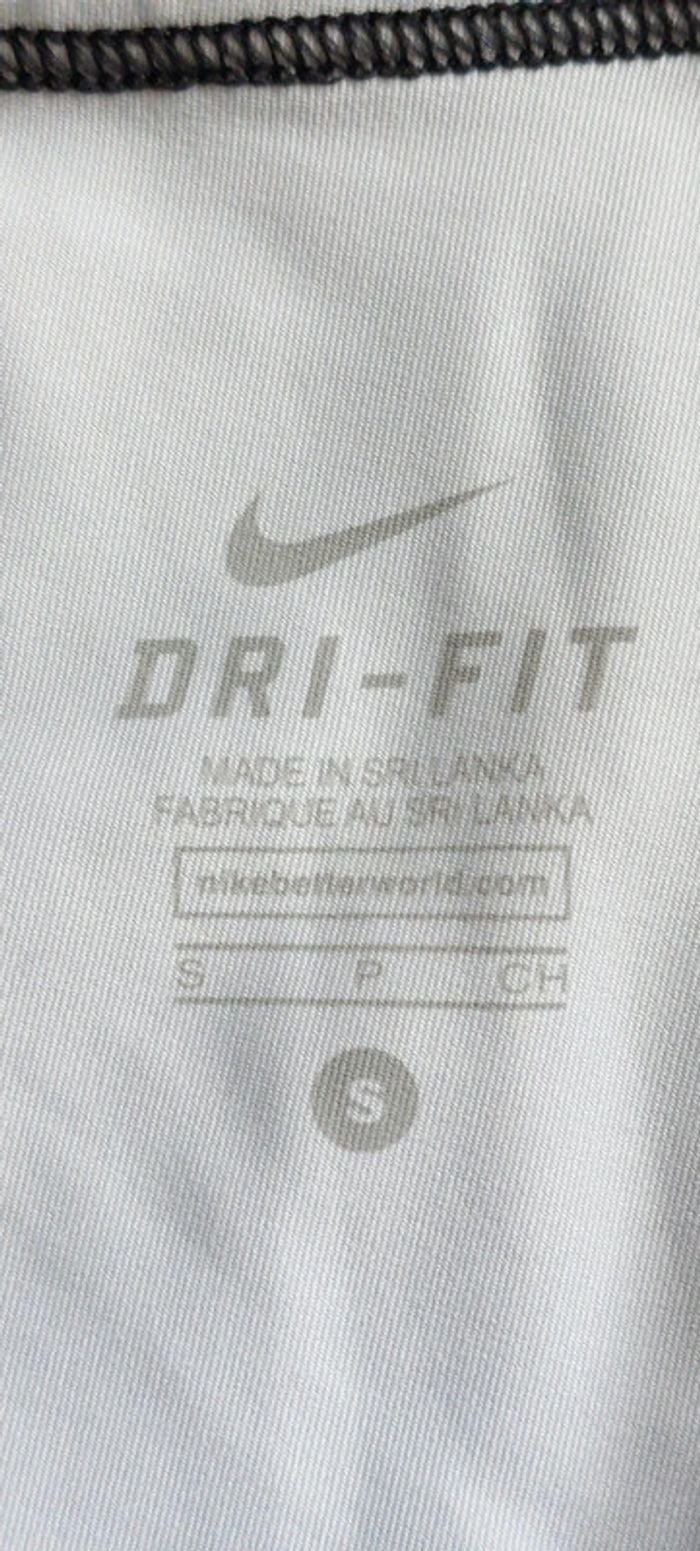 DRI-FIT
MADE IN SRI LANKA
FABRIQUE AU SRI LANKA
nikebetterworld.com
S P CH
S